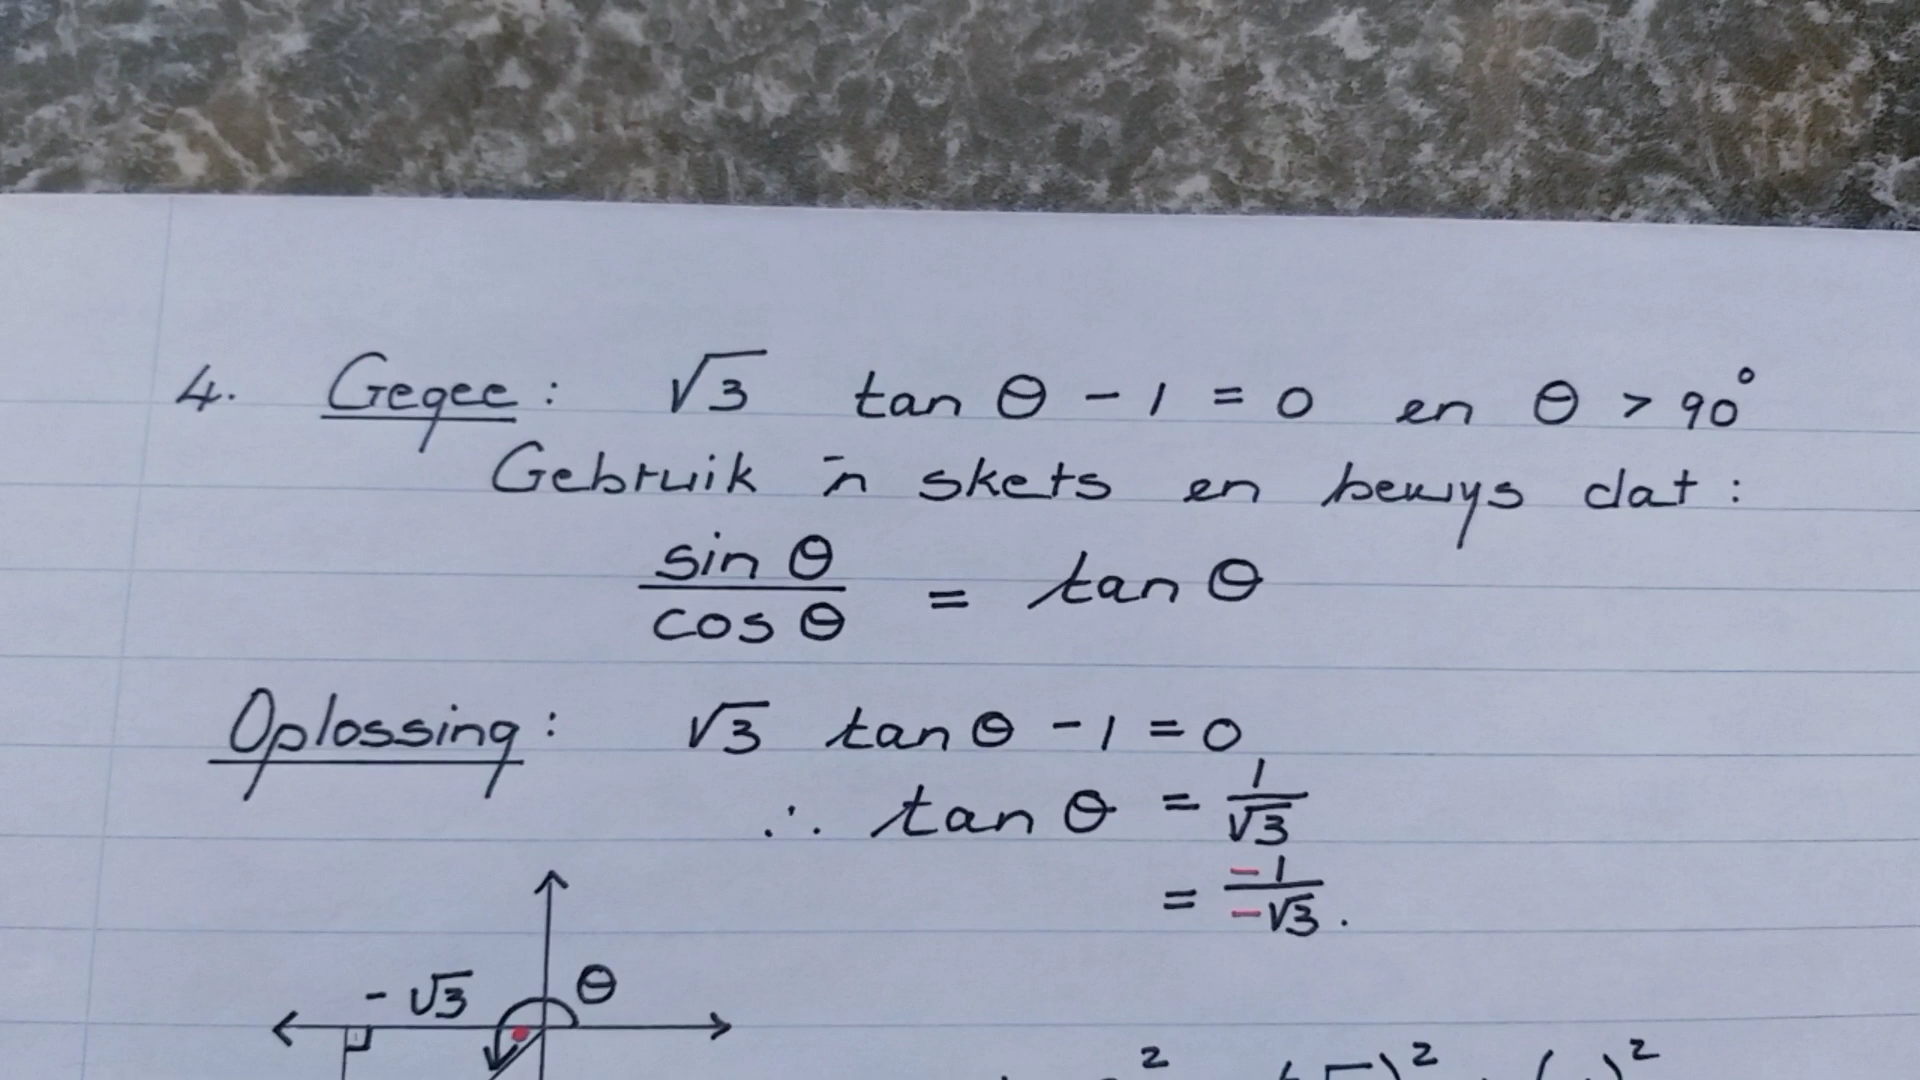 4. Gegee: √3 tan θ - 1 = 0 en θ > 90°
Gebruik 'n skets en bewys dat:
sin θ / cos θ = tan θ
Oplossing: √3 tan θ - 1 = 0
∴ tan θ = 1/√3
= -1/-√3.
-√3 θ